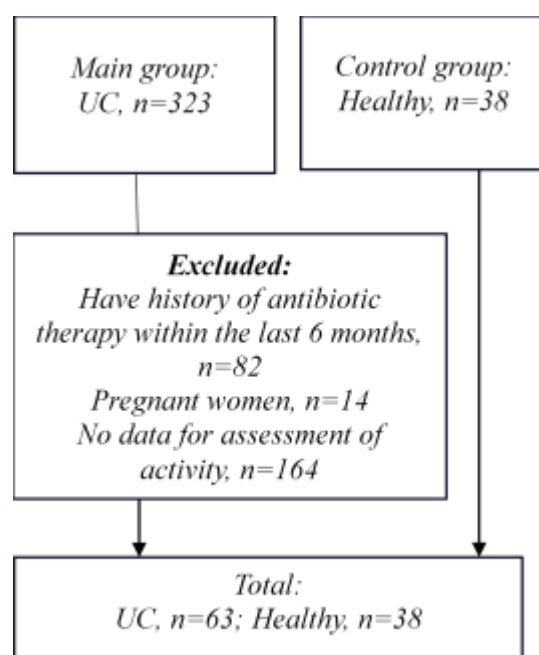 Main group:
UC, n=323
Control group:
Healthy, n=38
Excluded:
Have history of antibiotic
therapy within the last 6 months,
n=82
Pregnant women, n=14
No data for assessment of
activity, n=164
Total:
UC, n=63; Healthy, n=38